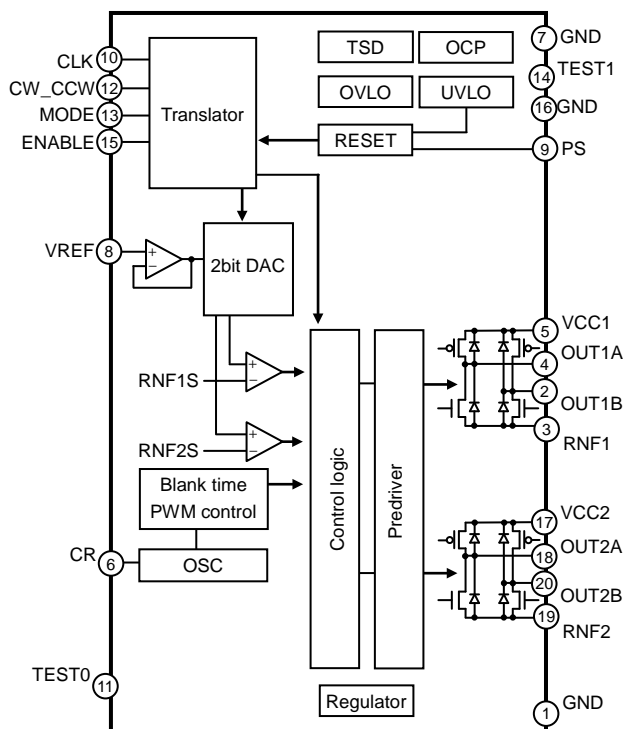 CLK
10
CW_CCW
12
MODE
13
ENABLE
15
Translator
TSD
OCP
OVLO
UVLO
RESET
7
GND
14
TEST1
16
GND
9
PS
VREF
8
+
−
2bit DAC
RNF1S
+
−
RNF2S
+
−
Blank time
PWM control
CR
6
OSC
Control logic
Predriver
5
VCC1
4
OUT1A
2
OUT1B
3
RNF1
17
VCC2
18
OUT2A
20
OUT2B
19
RNF2
TEST0
11
Regulator
GND
1